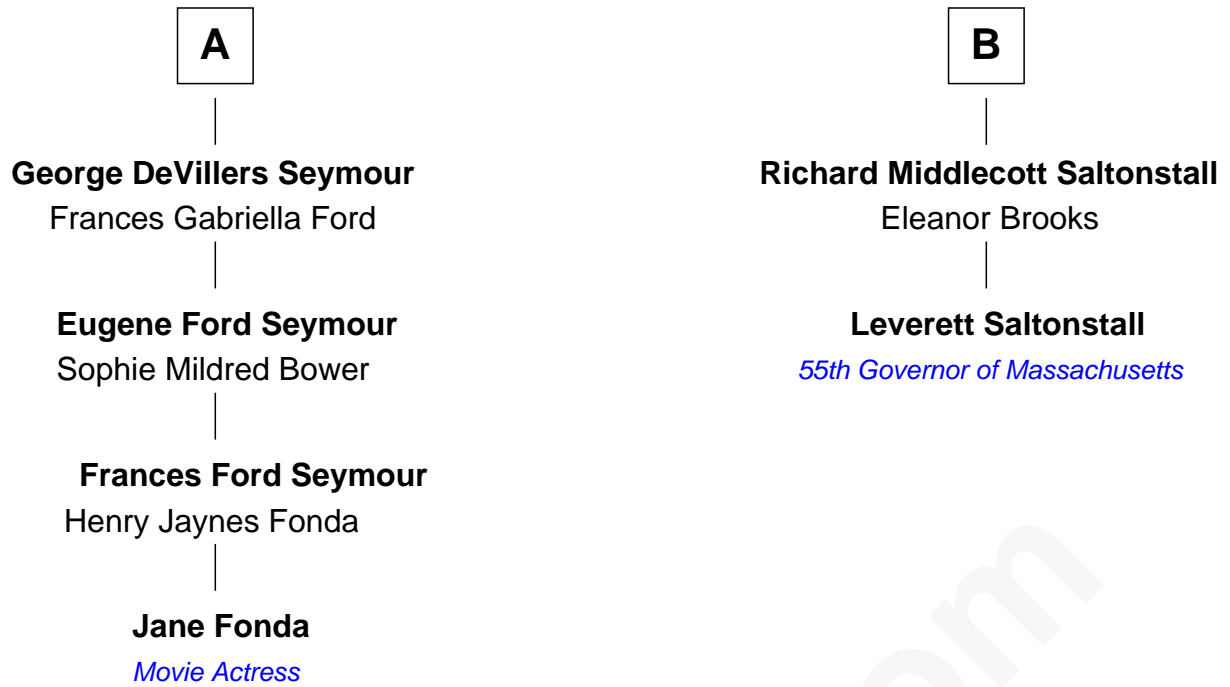 A
George DeVillers Seymour
Frances Gabriella Ford
Eugene Ford Seymour
Sophie Mildred Bower
Frances Ford Seymour
Henry Jaynes Fonda
Jane Fonda
Movie Actress
B
Richard Middlecott Saltonstall
Eleanor Brooks
Leverett Saltonstall
55th Governor of Massachusetts
om